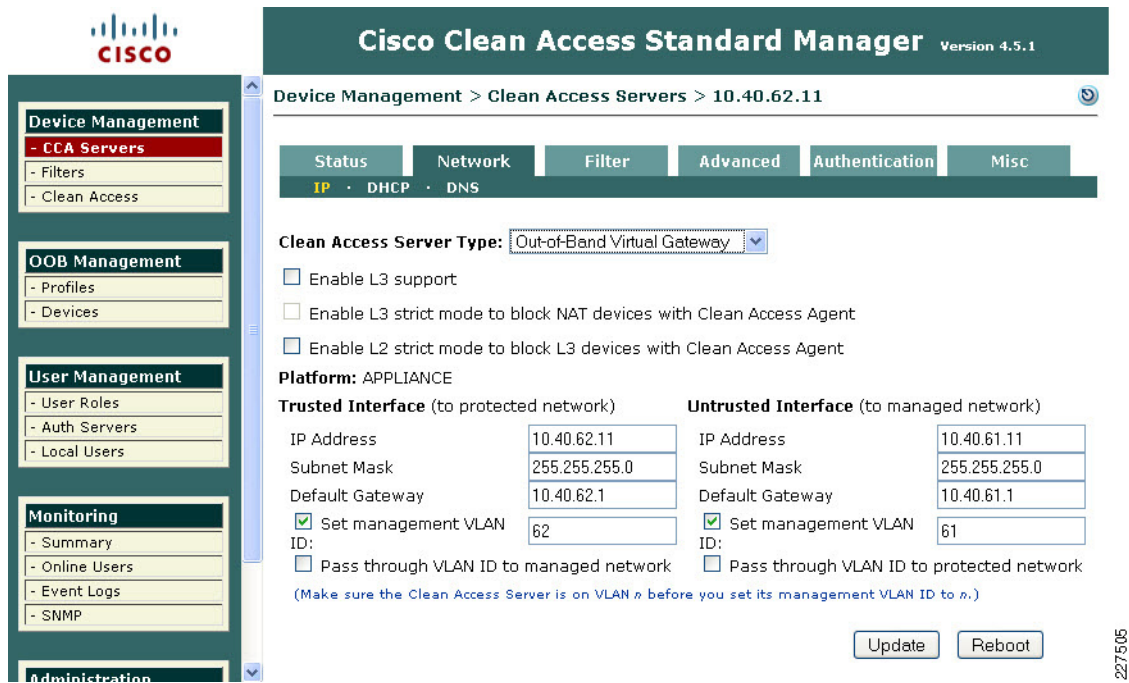 CISCO
Cisco Clean Access Standard Manager Version 4.5.1
Device Management
- CCA Servers
- Filters
- Clean Access
OOB Management
- Profiles
- Devices
User Management
- User Roles
- Auth Servers
- Local Users
Monitoring
- Summary
- Online Users
- Event Logs
- SNMP
Administration
Device Management > Clean Access Servers > 10.40.62.11
Status Network Filter Advanced Authentication Misc
IP · DHCP · DNS
Clean Access Server Type: Out-of-Band Virtual Gateway
Enable L3 support
Enable L3 strict mode to block NAT devices with Clean Access Agent
Enable L2 strict mode to block L3 devices with Clean Access Agent
Platform: APPLIANCE
Trusted Interface (to protected network)
IP Address 10.40.62.11
Subnet Mask 255.255.255.0
Default Gateway 10.40.62.1
Set management VLAN
ID: 62
Pass through VLAN ID to managed network
Untrusted Interface (to managed network)
IP Address 10.40.61.11
Subnet Mask 255.255.255.0
Default Gateway 10.40.61.1
Set management VLAN
ID: 61
Pass through VLAN ID to protected network
(Make sure the Clean Access Server is on VLAN n before you set its management VLAN ID to n.)
Update Reboot
227505